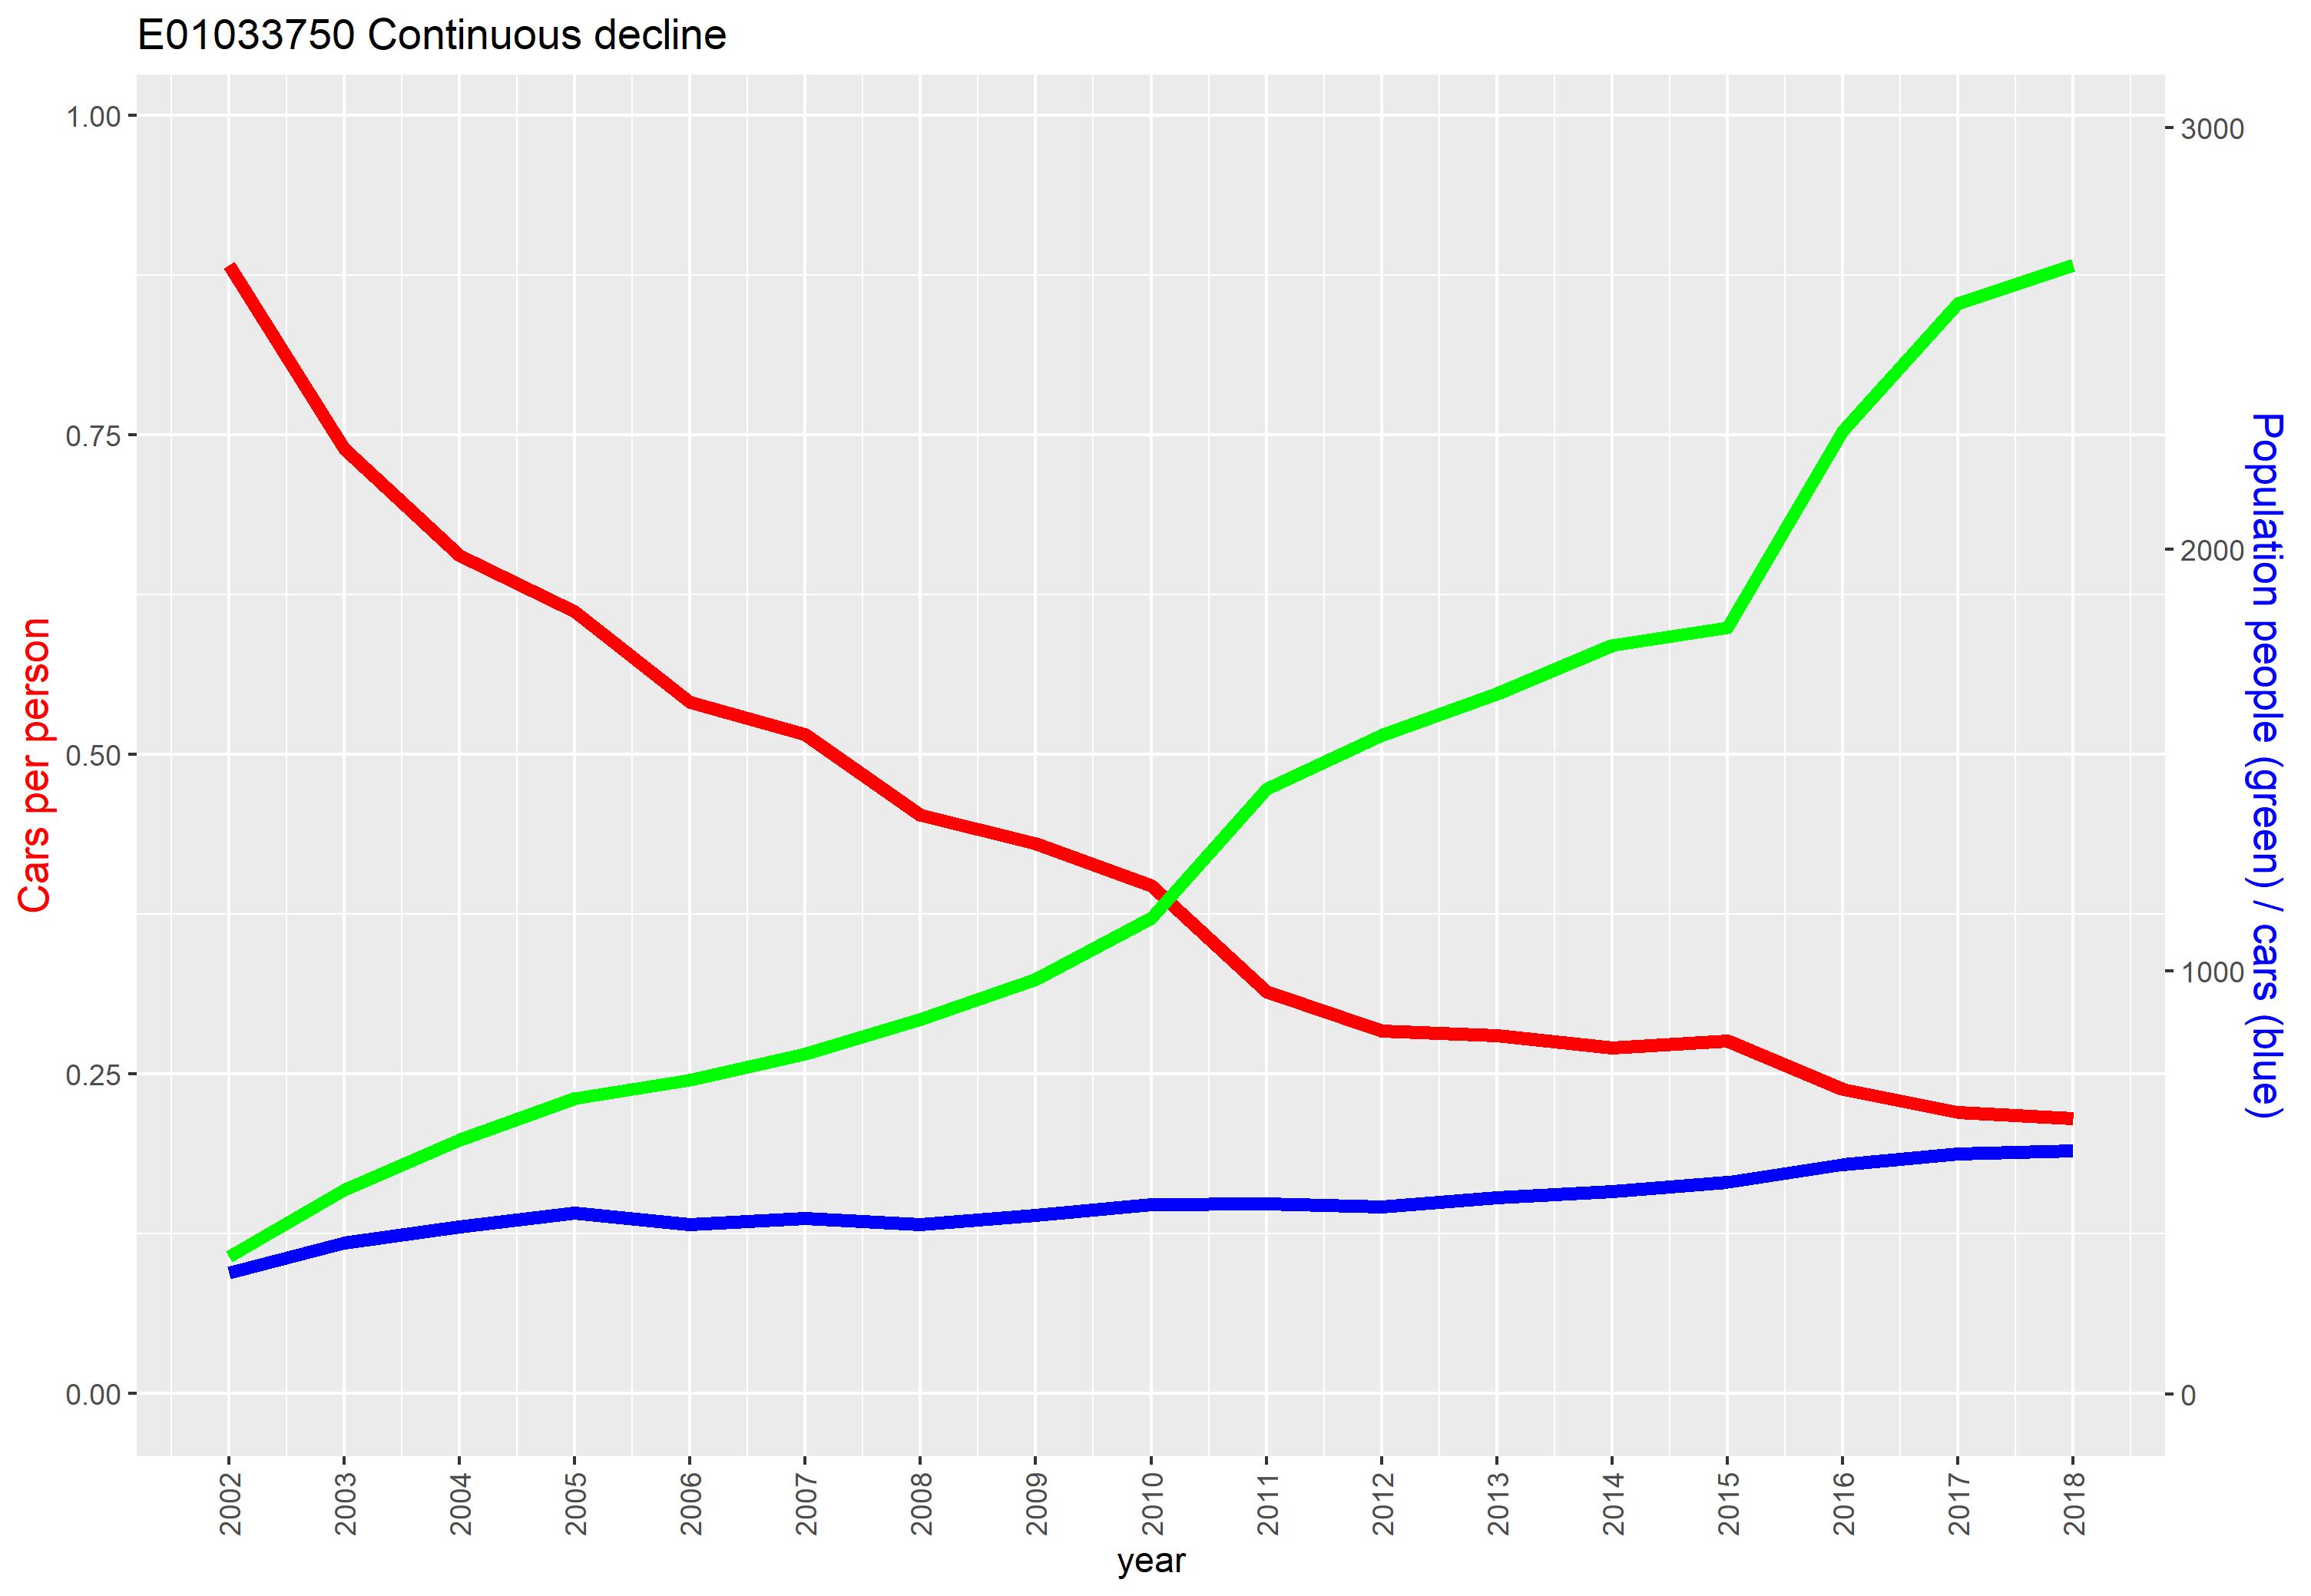 E01033750 Continuous decline
Cars per person
1.00
0.75
0.50
0.25
0.00
3000
2000
1000
0
Population people (green) / cars (blue)
2002 2003 2004 2005 2006 2007 2008 2009 2010 2011 2012 2013 2014 2015 2016 2017 2018
year